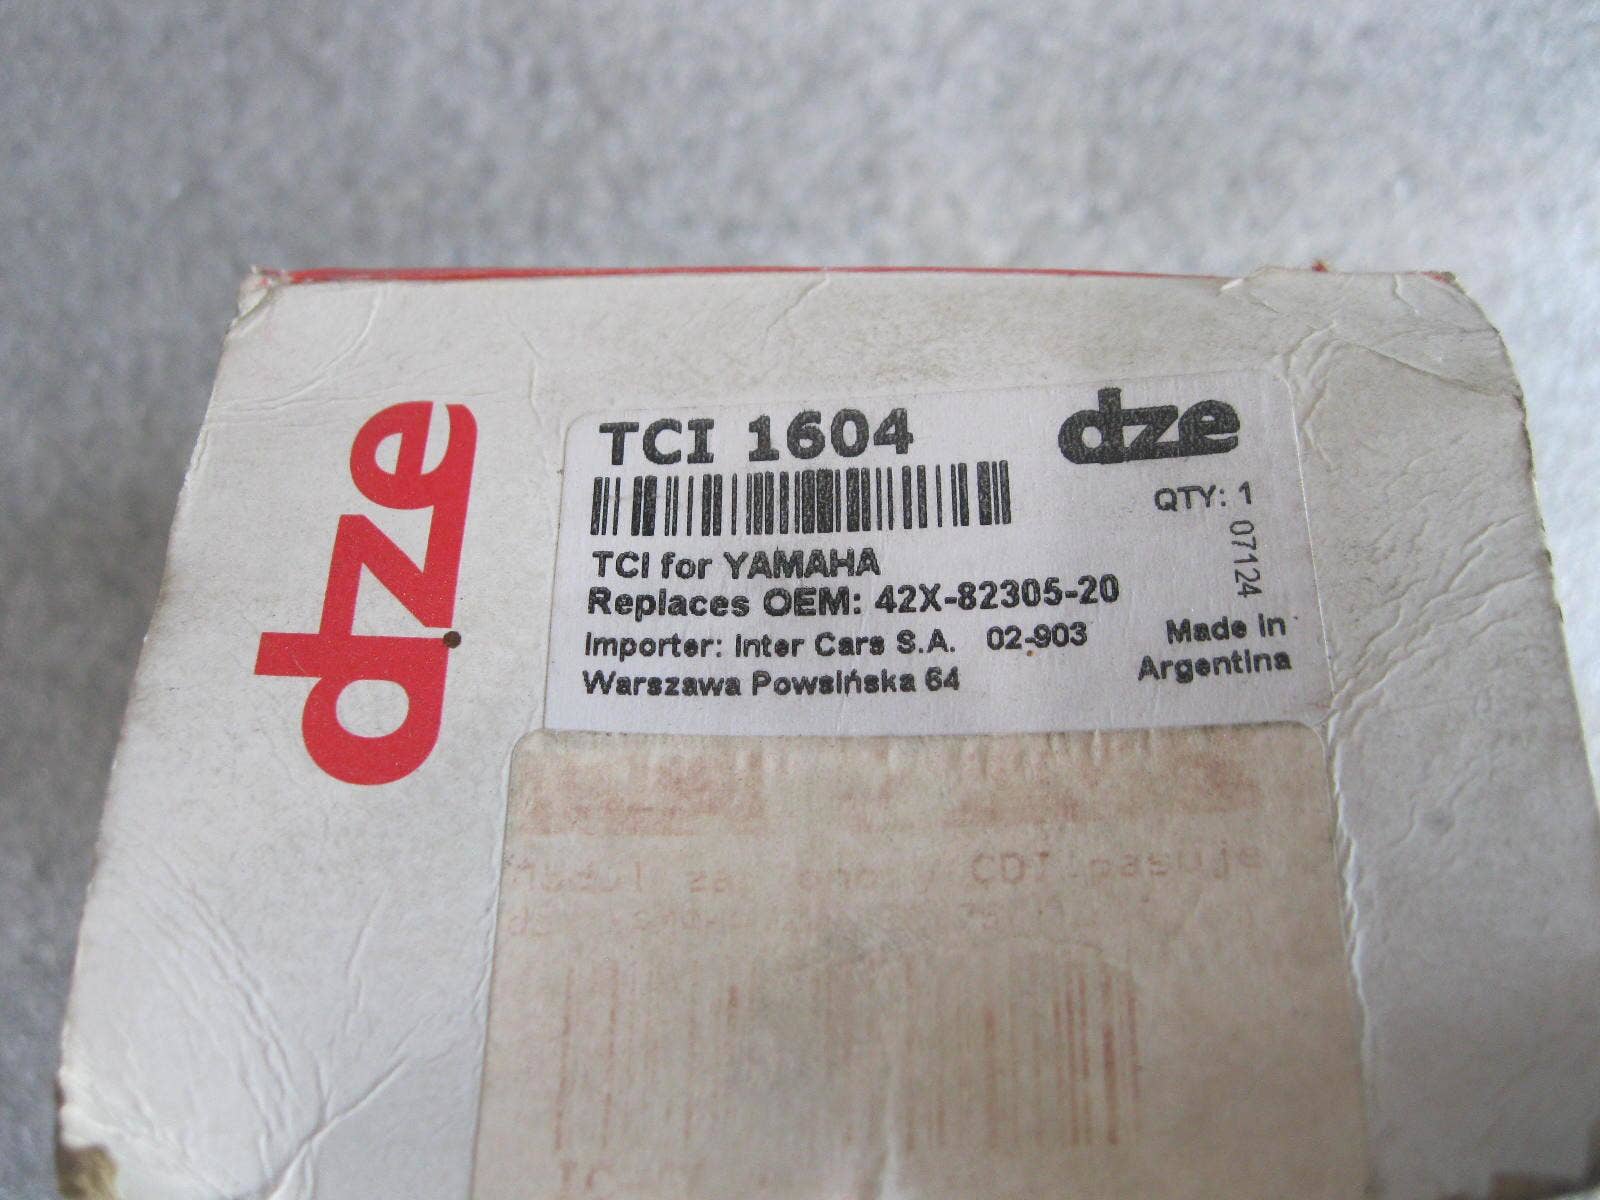 dze
TCI 1604
dze
QTY: 1
07124
TCI for YAMAHA
Replaces OEM: 42X-82305-20
Importer: Inter Cars S.A. 02-903
Warszawa Powsińska 64
Made in
Argentina
CDI pasuje